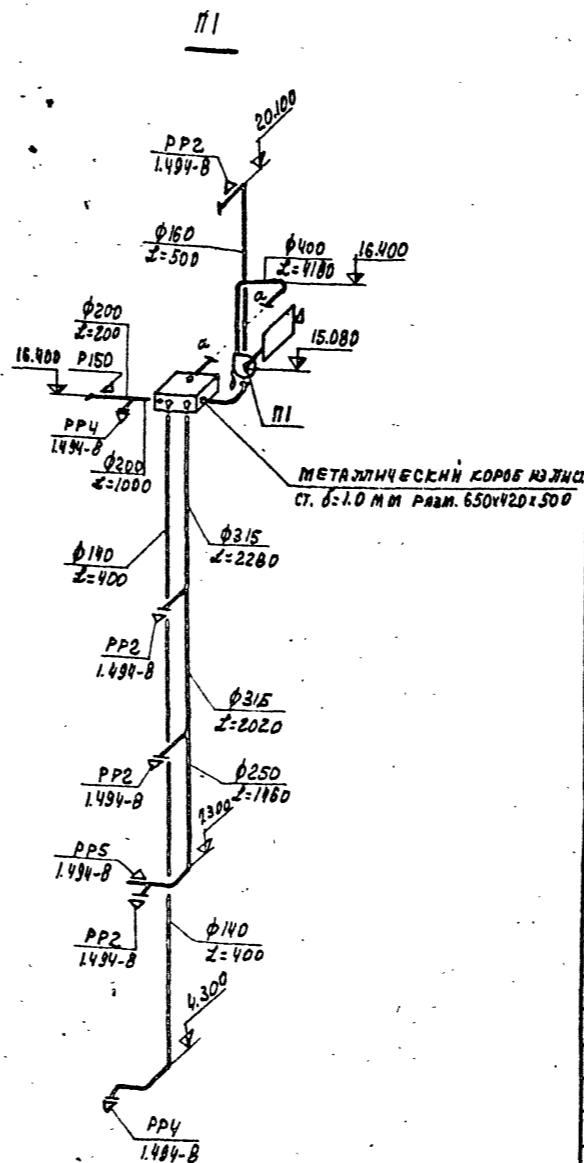 П1
20.100
РР2
1.494-8
ф160
L=500
ф400
L=4180
16.400
а
15.080
ф200
L=200
а
16.400
Р150
П1
РР4
1.494-8
ф200
L=1000
МЕТАЛЛИЧЕСКИЙ КОРОБ ИЗ ЛИС
СТ. δ=1.0 мм РАЗМ. 650х420х500
ф140
L=400
ф315
L=2280
РР2
1.494-8
ф315
L=2020
РР2
1.494-8
ф250
L=1160
7.300
РР5
1.494-8
РР2
1.494-8
ф140
L=400
4.300
РР4
1.494-8